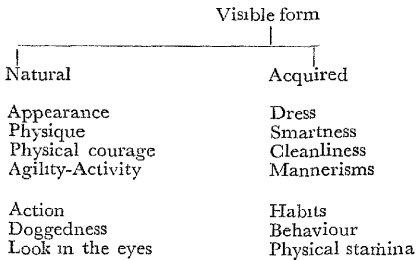 Visible form
Natural Acquired
Appearance Dress
Physique Smartness
Physical courage Cleanliness
Agility-Activity Mannerisms
Action Habits
Doggedness Behaviour
Look in the eyes Physical stamina